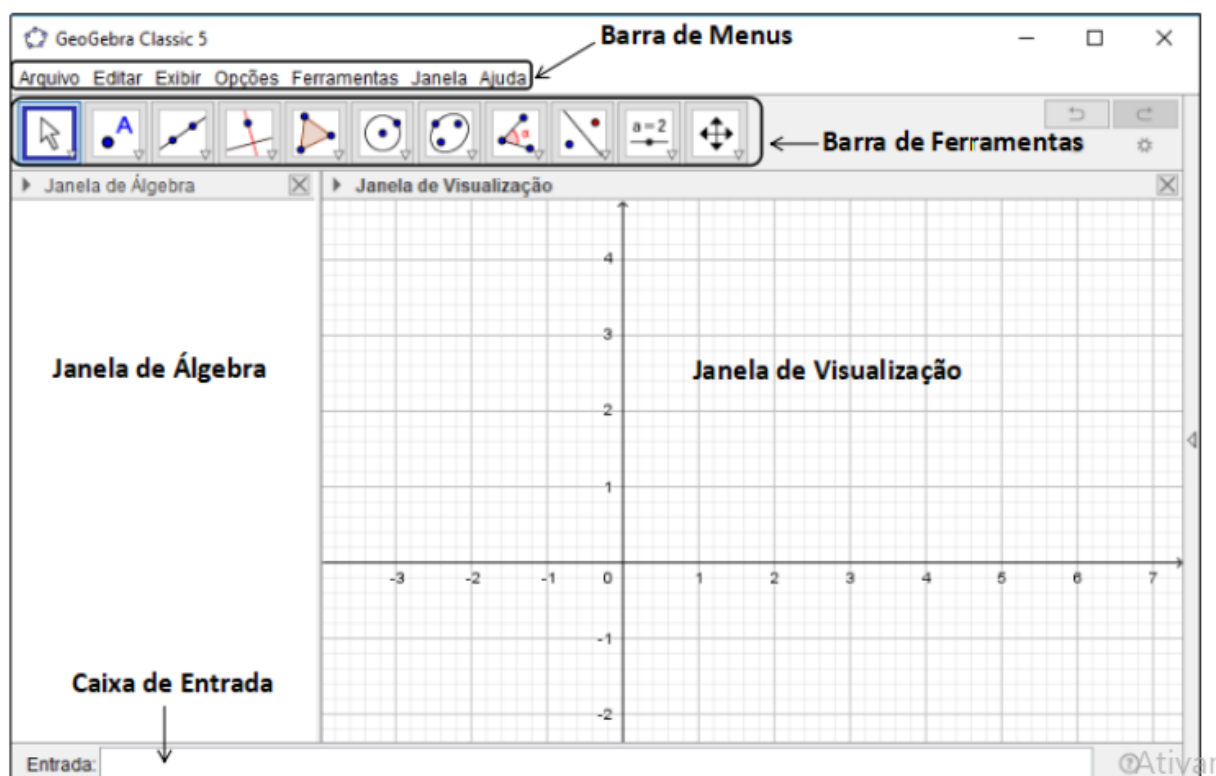 GeoGebra Classic 5
Barra de Menus
Arquivo Editar Exibir Opções Ferramentas Janela Ajuda
A
α
a=2
Barra de Ferramentas
Janela de Álgebra
Janela de Visualização
4
3
Janela de Álgebra
Janela de Visualização
2
1
-3 -2 -1 0 1 2 3 4 5 6 7
-1
Caixa de Entrada
-2
Entrada:
Ativar